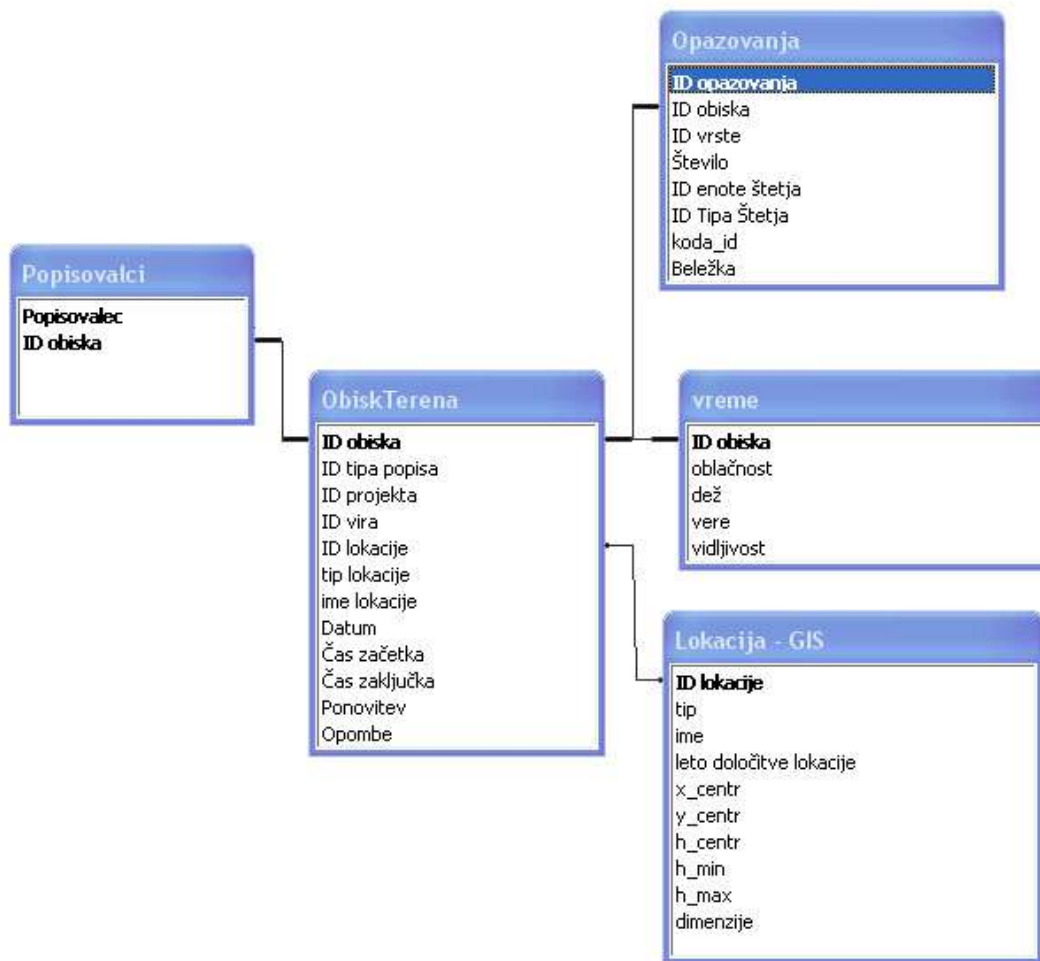 Opazovanja
ID opazovanja
ID obiska
ID vrste
Število
ID enote štetja
ID Tipa Štetja
koda_id
Beležka
Popisovalci
Popisovalec
ID obiska
ObiskTerena
ID obiska
ID tipa popisa
ID projekta
ID vira
ID lokacije
tip lokacije
ime lokacije
Datum
Čas začetka
Čas zaključka
Ponovitev
Opombe
vreme
ID obiska
oblačnost
dež
vere
vidljivost
Lokacija - GIS
ID lokacije
tip
ime
leto določitve lokacije
x_centr
y_centr
h_centr
h_min
h_max
dimenzije